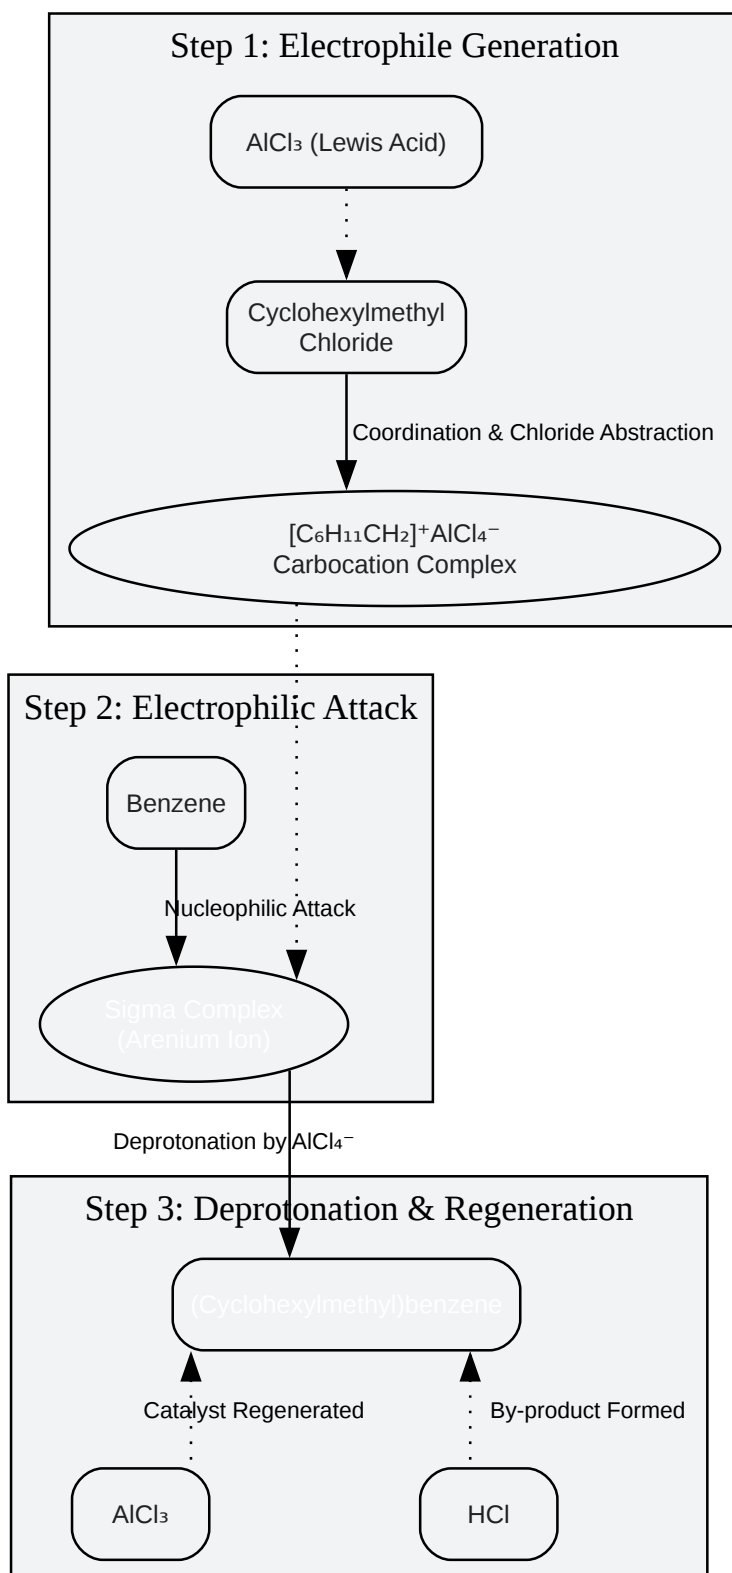 Step 1: Electrophile Generation
AlCl₃ (Lewis Acid)
Cyclohexylmethyl
Chloride
Coordination & Chloride Abstraction
[C₆H₁₁CH₂]⁺AlCl₄⁻
Carbocation Complex
Step 2: Electrophilic Attack
Benzene
Nucleophilic Attack
Sigma Complex
(Arenium Ion)
Deprotonation by AlCl₄⁻
Step 3: Deprotonation & Regeneration
(Cyclohexylmethyl)benzene
Catalyst Regenerated
By-product Formed
AlCl₃
HCl